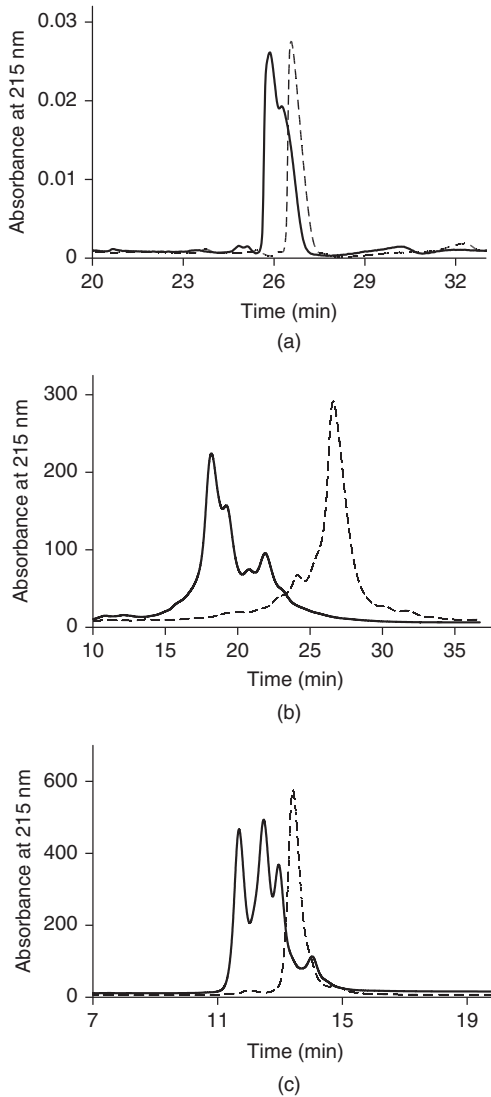 0.03
0.02
0.01
0
Absorbance at 215 nm
20 23 26 29 32
Time (min)
(a)
300
200
100
0
Absorbance at 215 nm
10 15 20 25 30 35
Time (min)
(b)
600
400
200
0
Absorbance at 215 nm
7 11 15 19
Time (min)
(c)